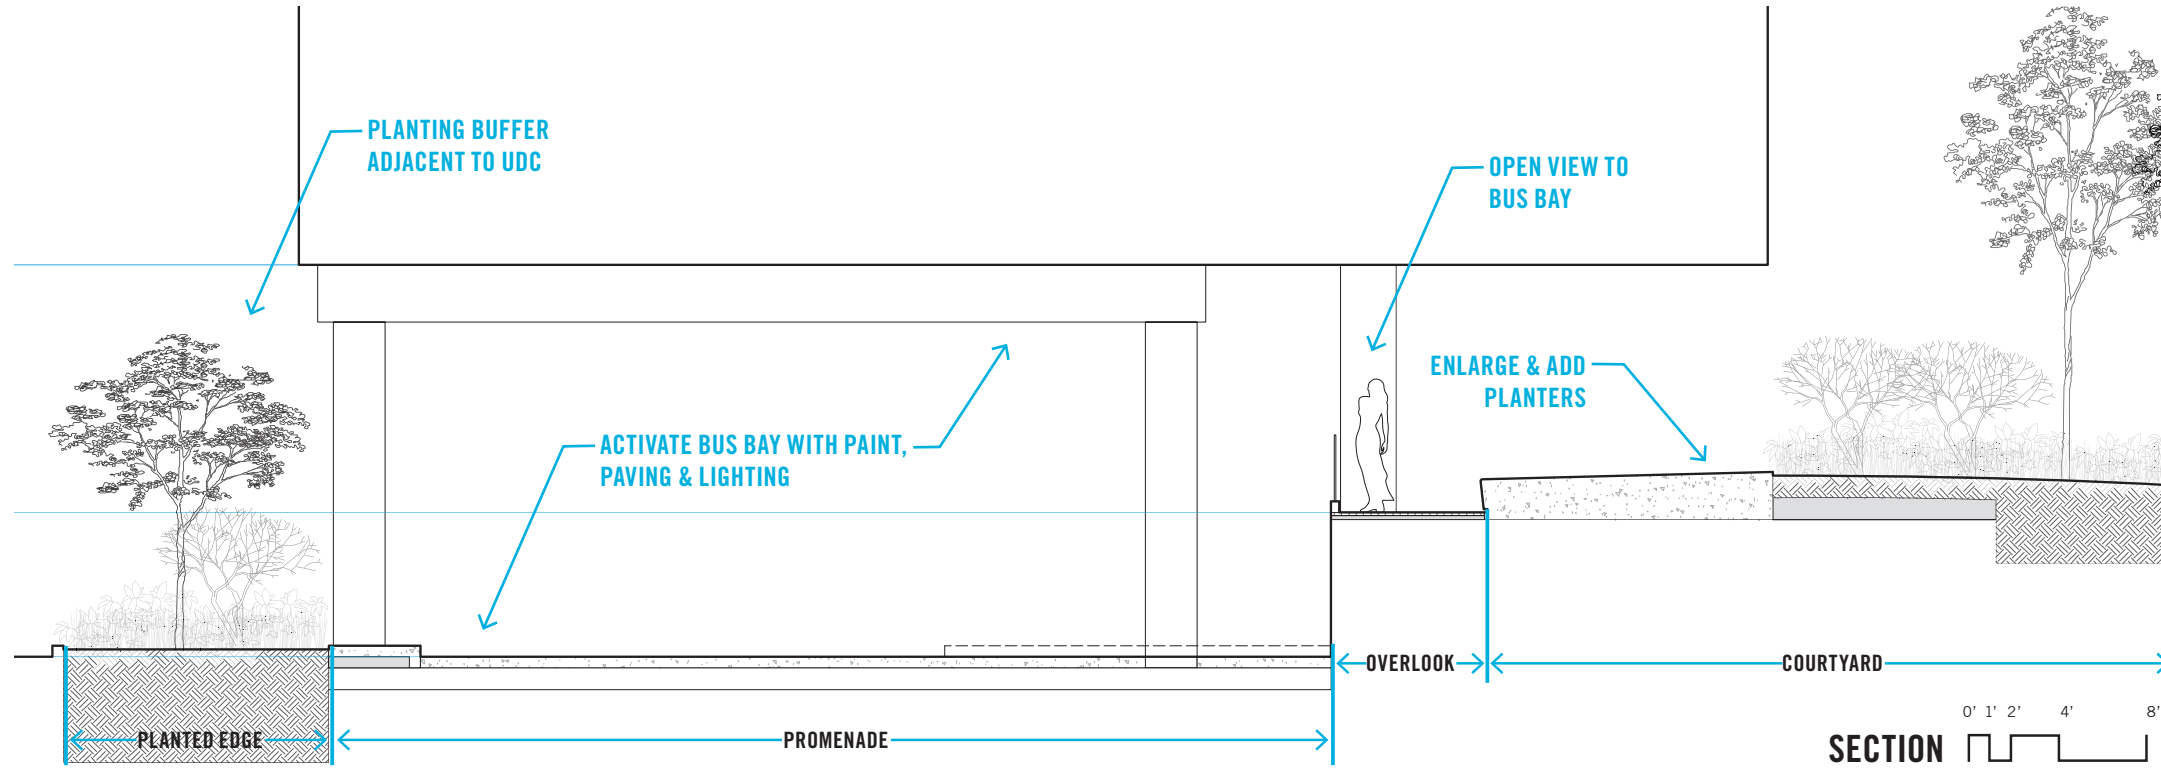 PLANTING BUFFER
ADJACENT TO UDC
OPEN VIEW TO
BUS BAY
ENLARGE & ADD
PLANTERS
ACTIVATE BUS BAY WITH PAINT,
PAVING & LIGHTING
OVERLOOK
COURTYARD
PLANTED EDGE
PROMENADE
0' 1' 2' 4' 8'
SECTION